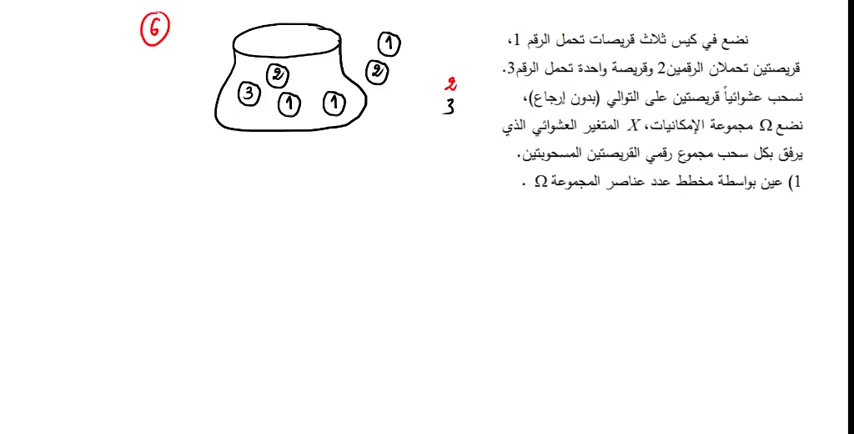 6
نضع في كيس ثلاث قريصات تحمل الرقم 1،
قريصتين تحملان الرقمين2 وقريصة واحدة تحمل الرقم3.
نسحب عشوائياً قريصتين على التوالي (بدون إرجاع)،
نضع Ω مجموعة الإمكانيات، X المتغير العشوائي الذي
يرفق بكل سحب مجموع رقمي القريصتين المسحوبتين.
1) عين بواسطة مخطط عدد عناصر المجموعة Ω .
1
2
2
3
1
1
2
3